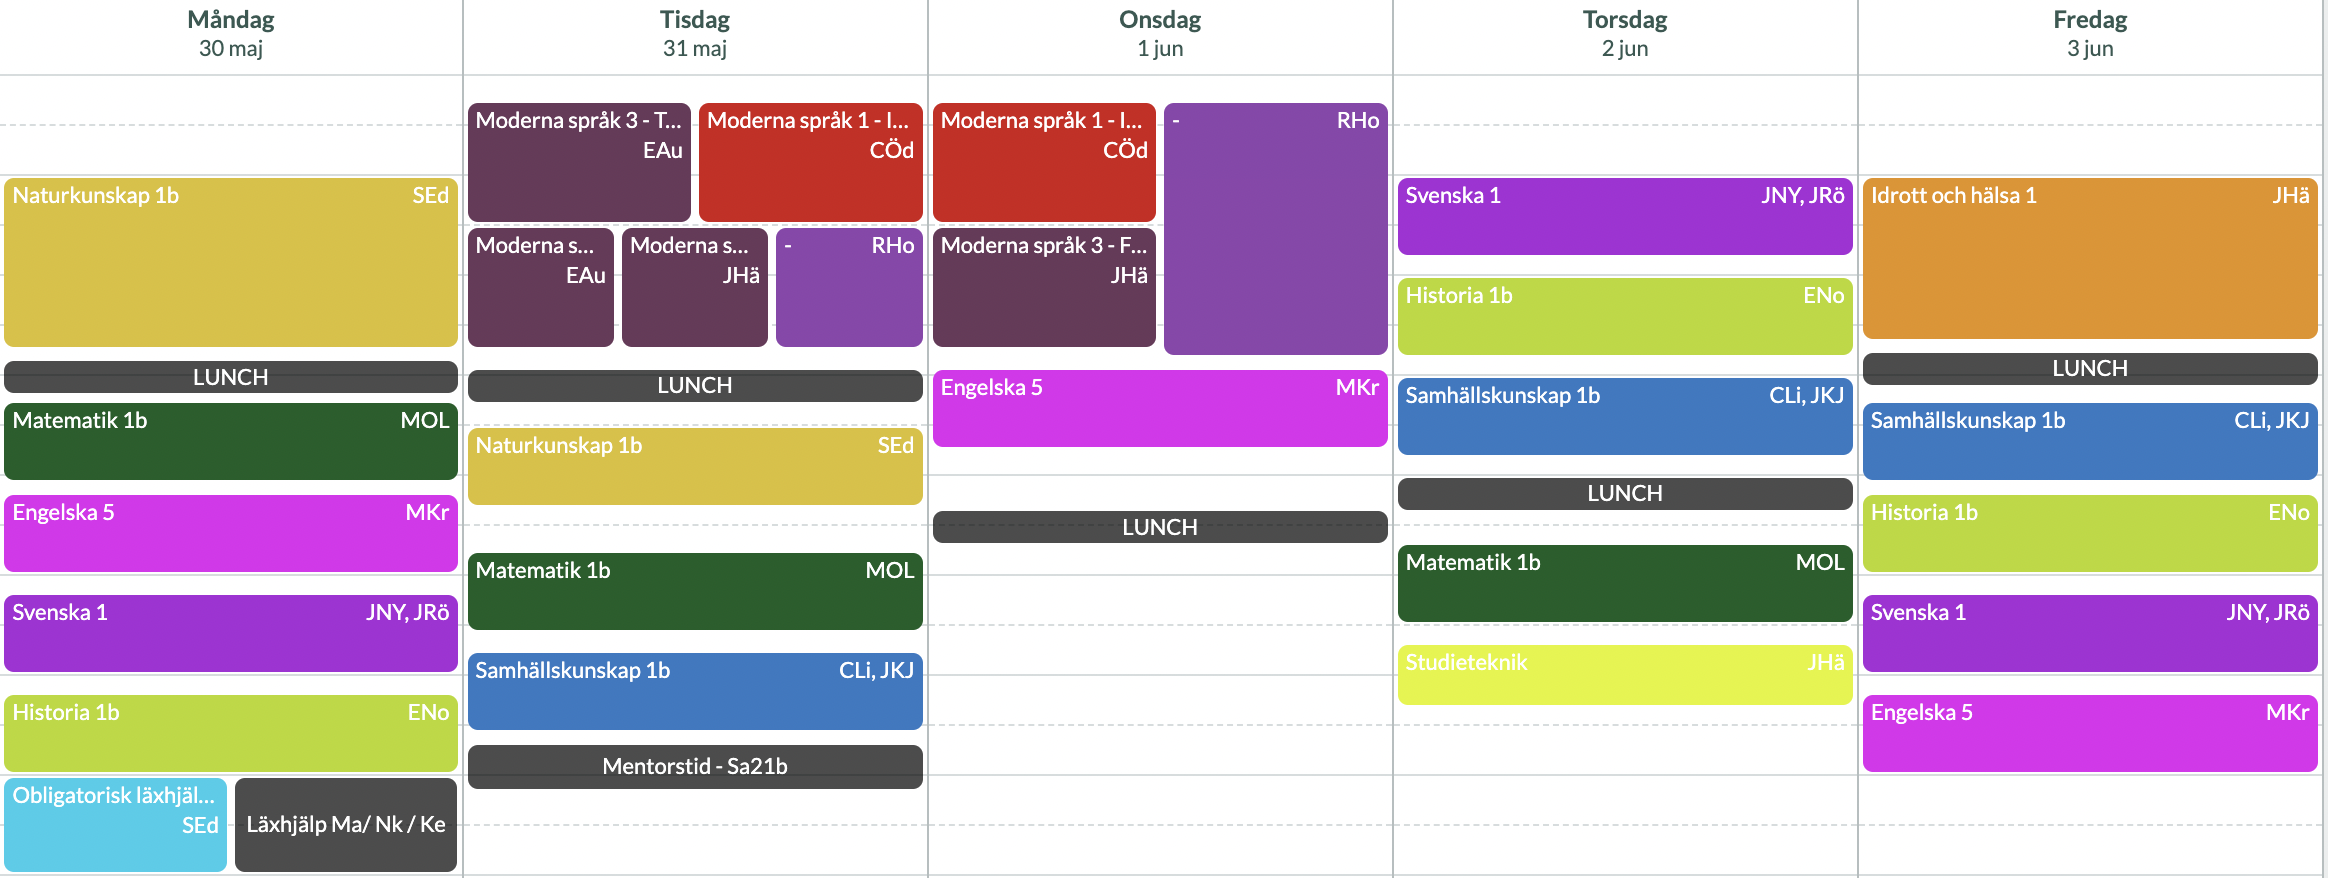 Måndag
30 maj
Tisdag
31 maj
Onsdag
1 jun
Torsdag
2 jun
Fredag
3 jun
Naturkunskap 1b SEd
LUNCH
Matematik 1b MOL
Engelska 5 MKr
Svenska 1 JNY, JRö
Historia 1b ENo
Obligatorisk läxhjäl...
SEd
Läxhjälp Ma/ Nk / Ke
Moderna språk 3 - T...
EAu
Moderna språk 1 - I...
CÖd
Moderna s...
EAu
Moderna s...
JHä
- RHo
LUNCH
Naturkunskap 1b SEd
Matematik 1b MOL
Samhällskunskap 1b CLi, JKJ
Mentorstid - Sa21b
Moderna språk 1 - I...
CÖd
- RHo
Moderna språk 3 - F...
JHä
Engelska 5 MKr
LUNCH
Svenska 1 JNY, JRö
Historia 1b ENo
Samhällskunskap 1b CLi, JKJ
LUNCH
Matematik 1b MOL
Studieteknik JHä
Idrott och hälsa 1 JHä
LUNCH
Samhällskunskap 1b CLi, JKJ
Historia 1b ENo
Svenska 1 JNY, JRö
Engelska 5 MKr